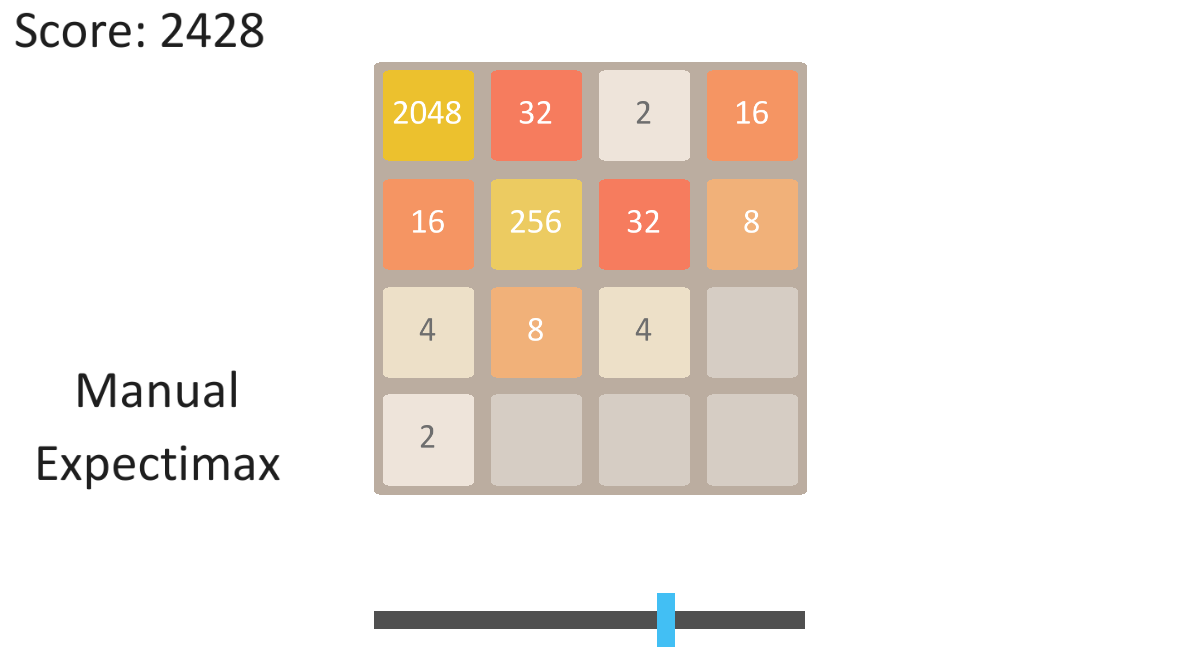 Score: 2428
2048 32 2 16
16 256 32 8
4 8 4
2
Manual
Expectimax